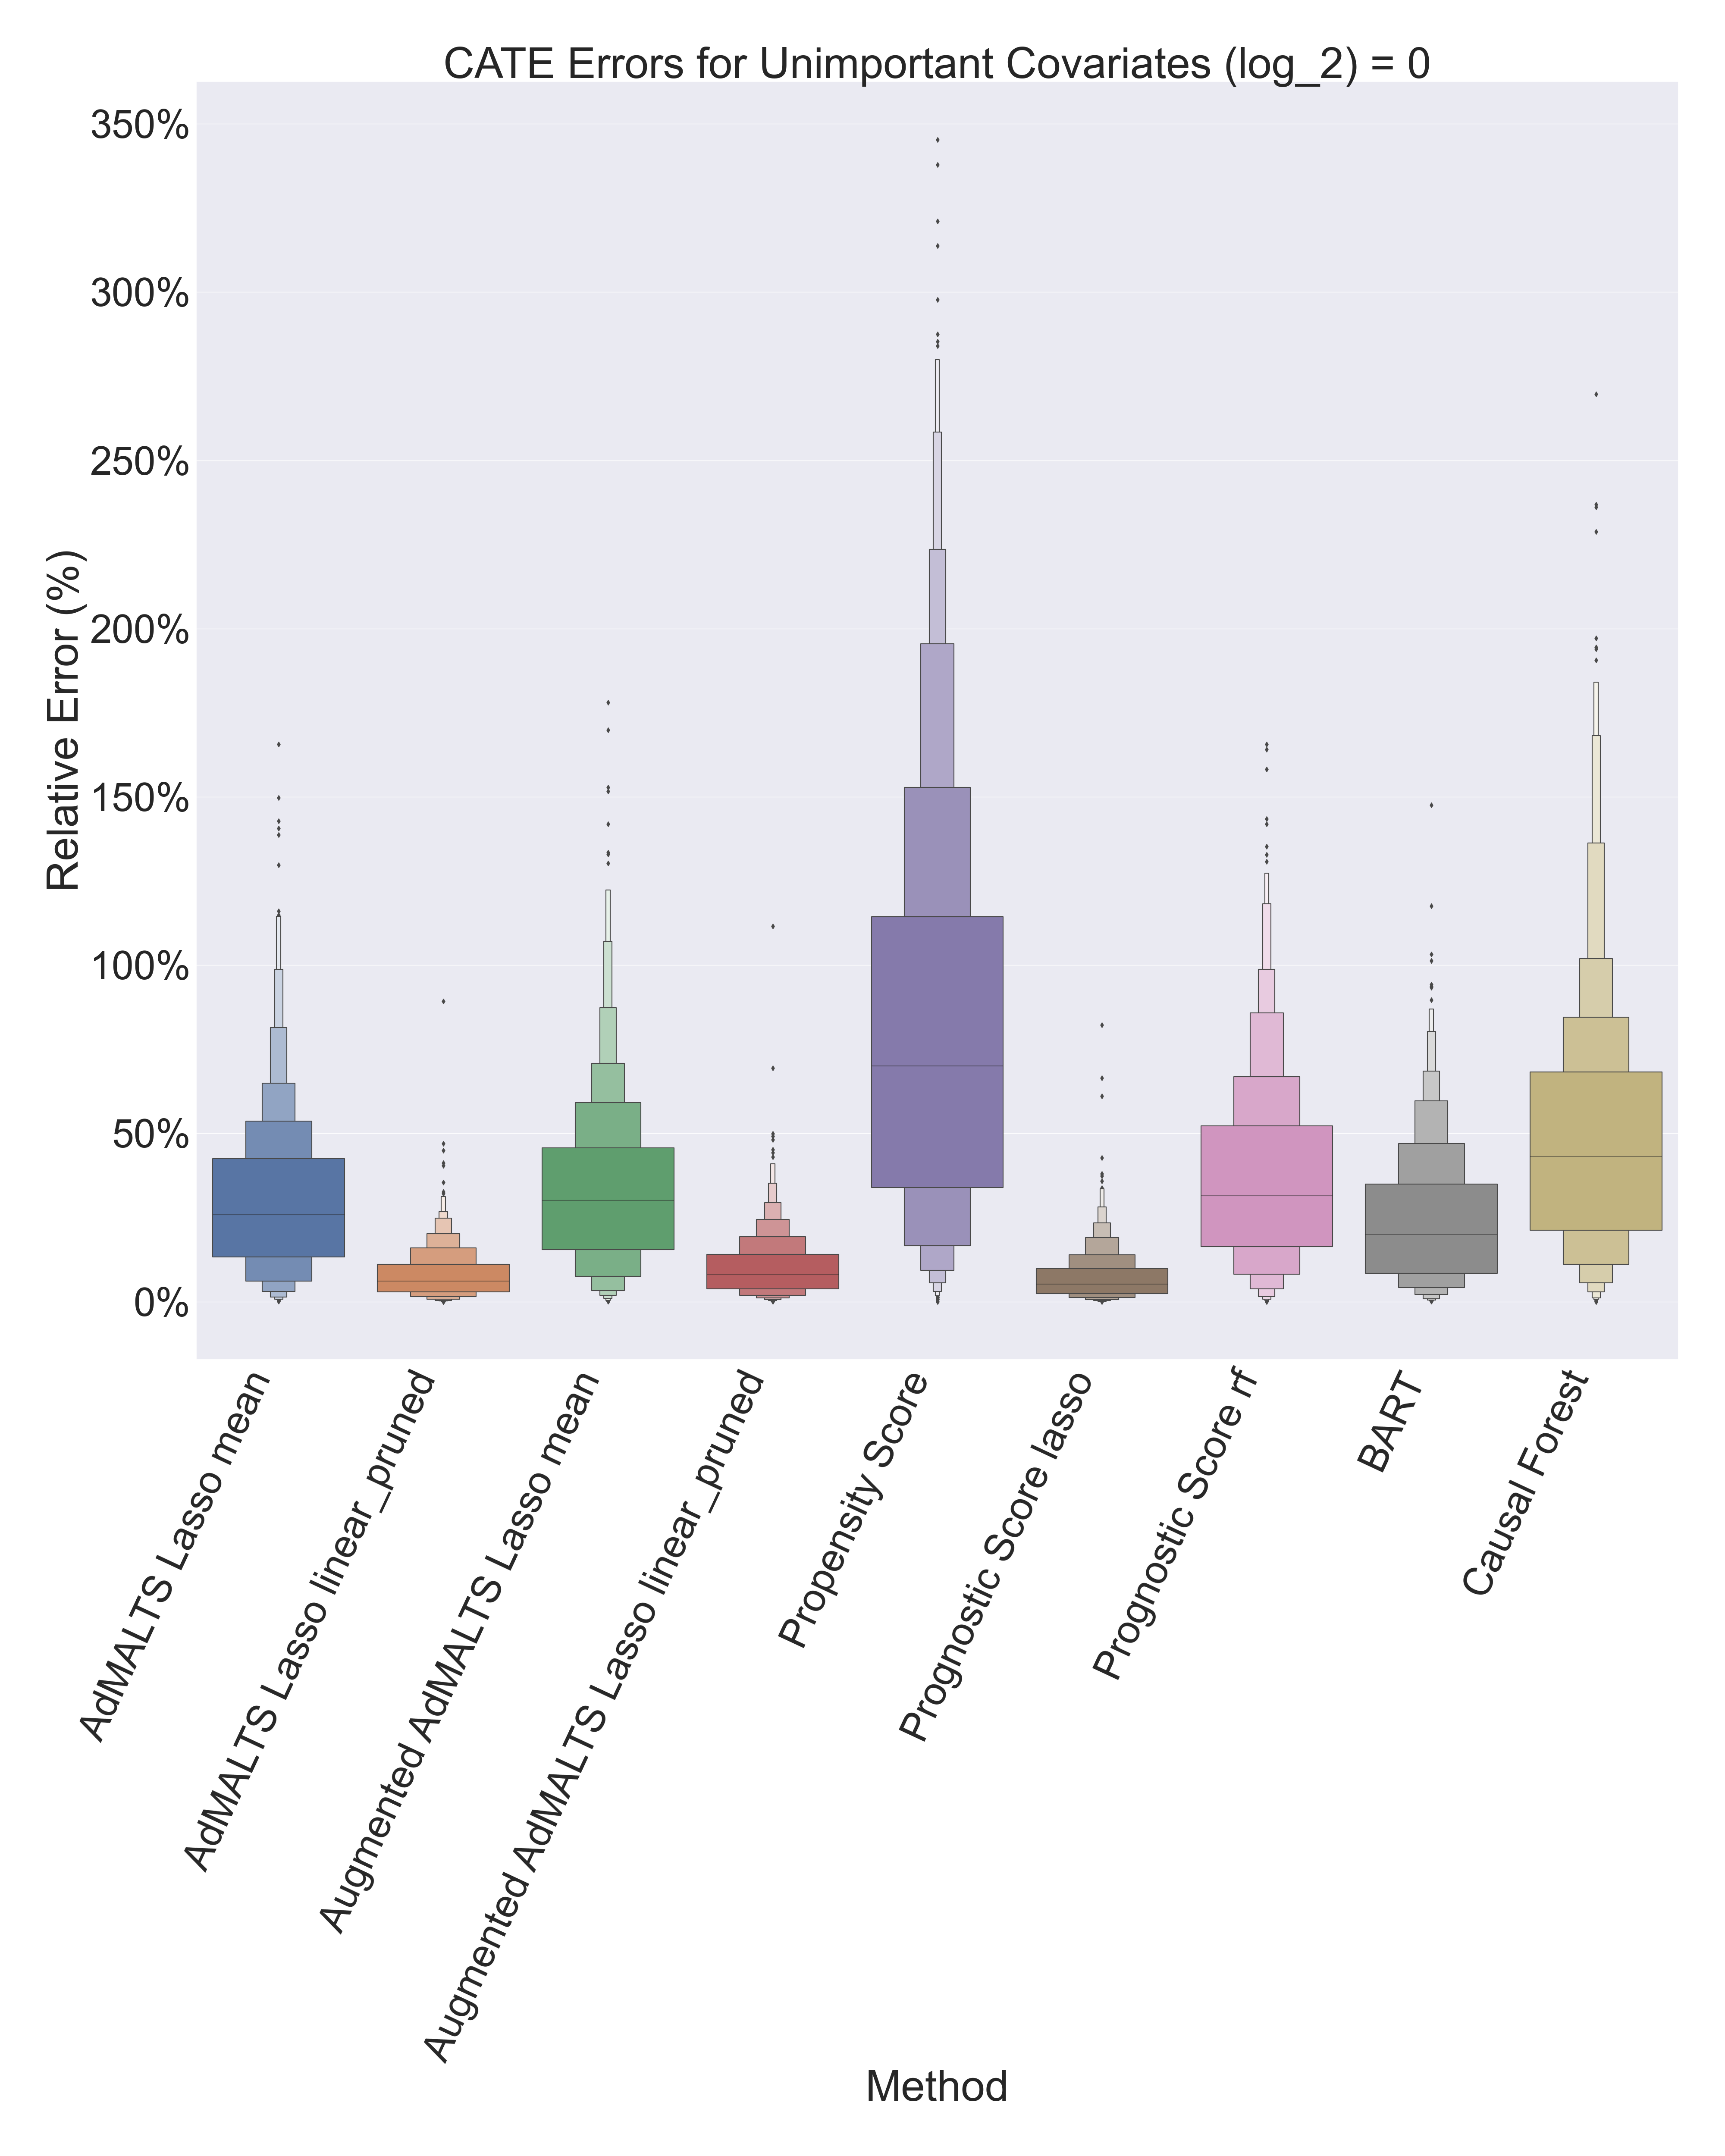 CATE Errors for Unimportant Covariates (log_2) = 0
350%
300%
250%
200%
150%
100%
50%
0%
Relative Error (%)
AdMALTS Lasso mean
AdMALTS Lasso linear_pruned
Augmented AdMALTS Lasso mean
Augmented AdMALTS Lasso linear_pruned
Propensity Score
Prognostic Score lasso
Prognostic Score rf
BART
Causal Forest
Method